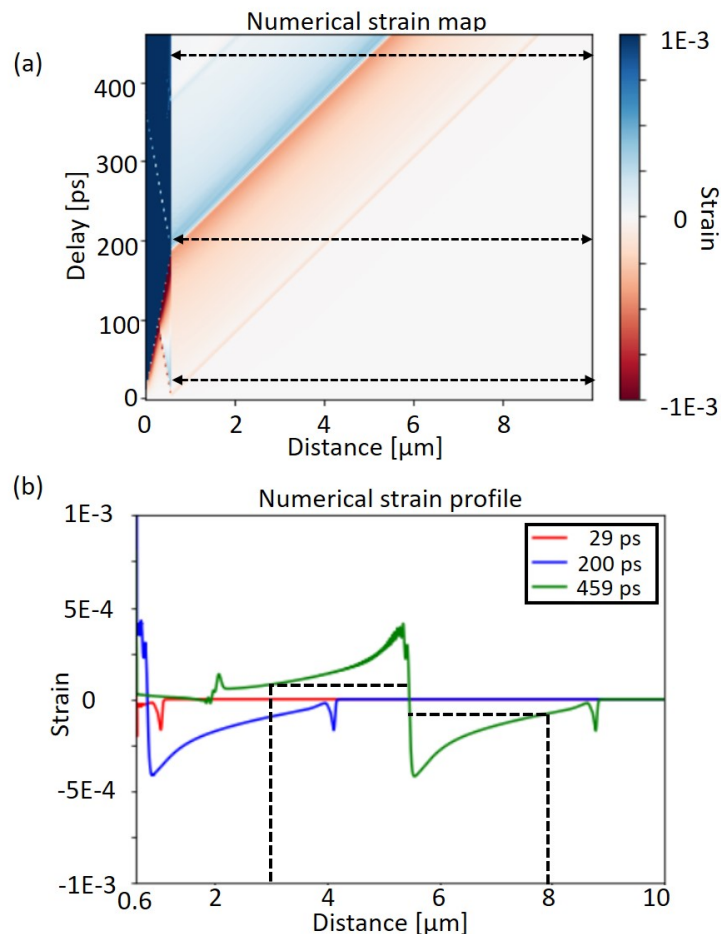 Numerical strain map
(a)
1E-3
400
300
200
100
0
Delay [ps]
0
Strain
-1E-3
0 2 4 6 8
Distance [μm]
(b)
Numerical strain profile
1E-3
29 ps
200 ps
459 ps
5E-4
0
-5E-4
-1E-3
Strain
0.6 2 4 6 8 10
Distance [μm]